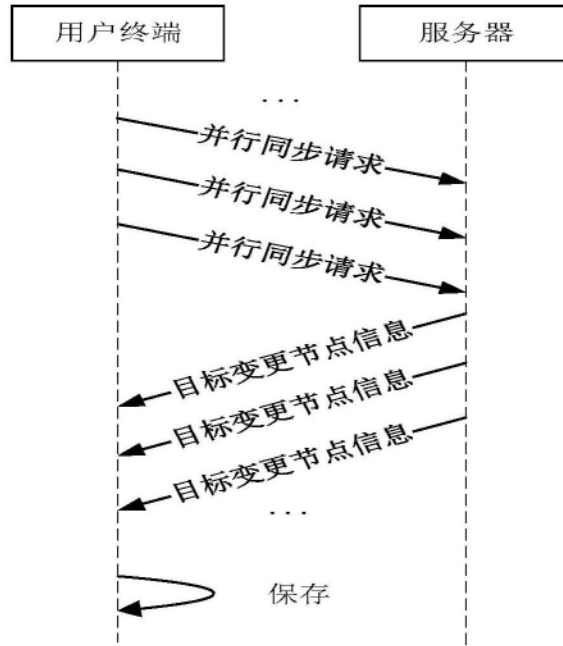 用户终端
服务器
...
并行同步请求
并行同步请求
并行同步请求
目标变更节点信息
目标变更节点信息
目标变更节点信息
...
保存